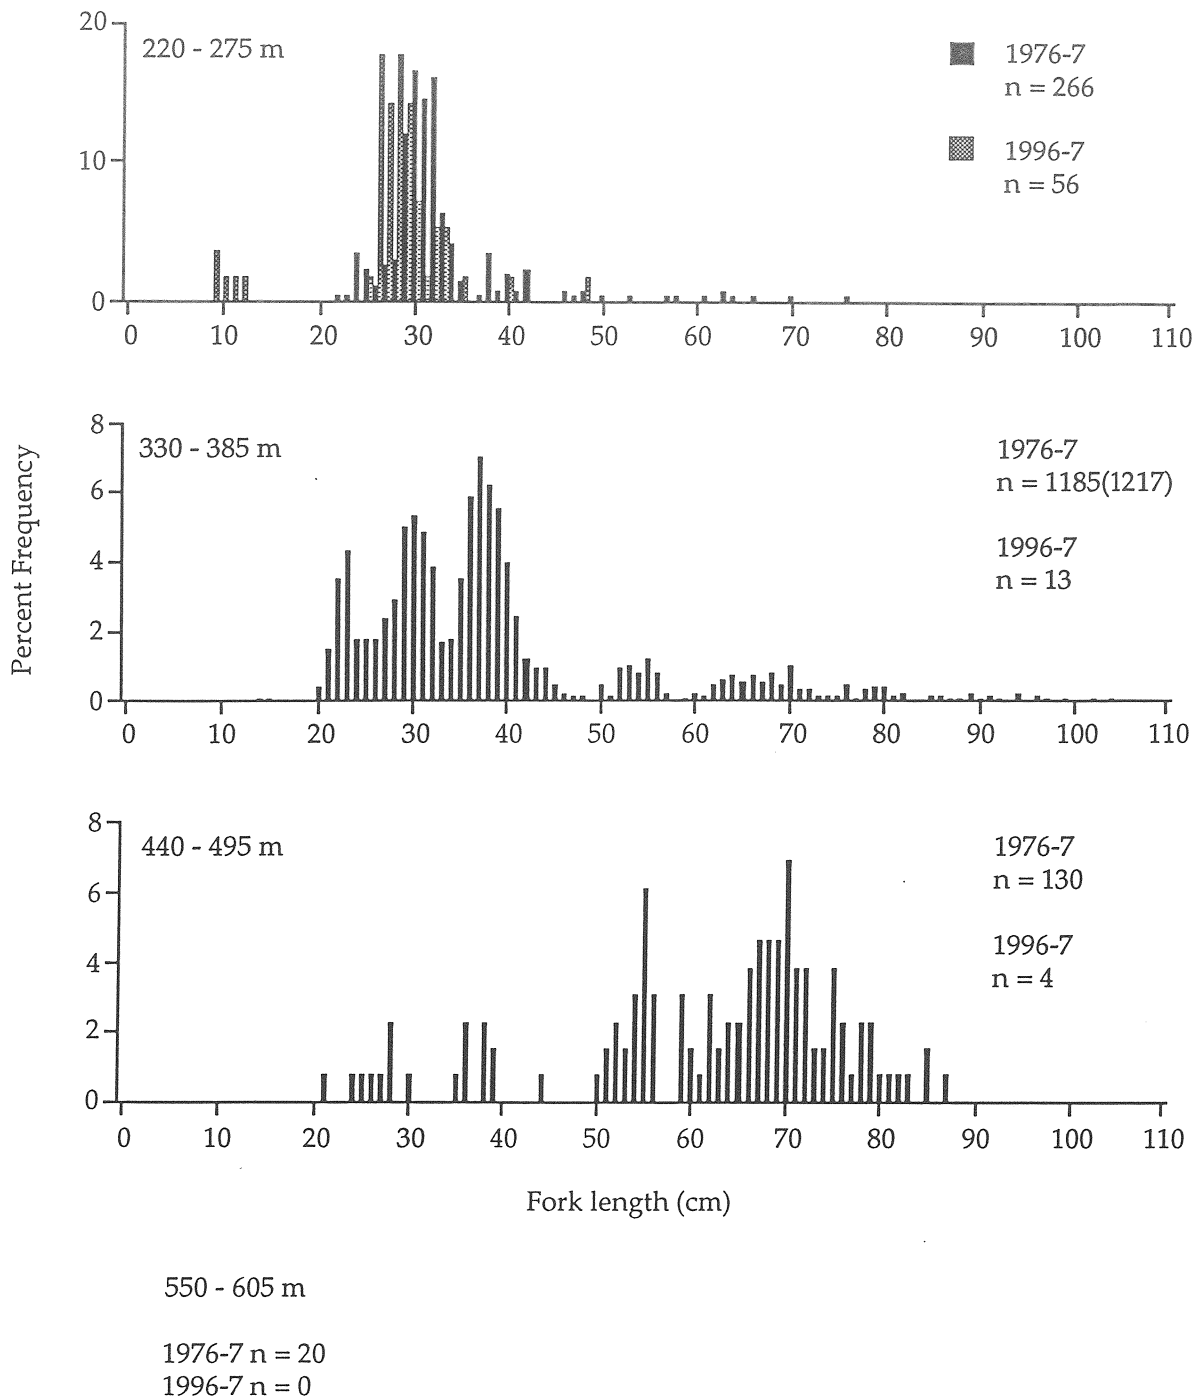 20
220 - 275 m
1976-7
n = 266
10
1996-7
n = 56
0
0 10 20 30 40 50 60 70 80 90 100 110
8
330 - 385 m
1976-7
n = 1185(1217)
6
1996-7
n = 13
4
2
0
0 10 20 30 40 50 60 70 80 90 100 110
Percent Frequency
8
440 - 495 m
1976-7
n = 130
6
1996-7
n = 4
4
2
0
0 10 20 30 40 50 60 70 80 90 100 110
Fork length (cm)
550 - 605 m
1976-7 n = 20
1996-7 n = 0